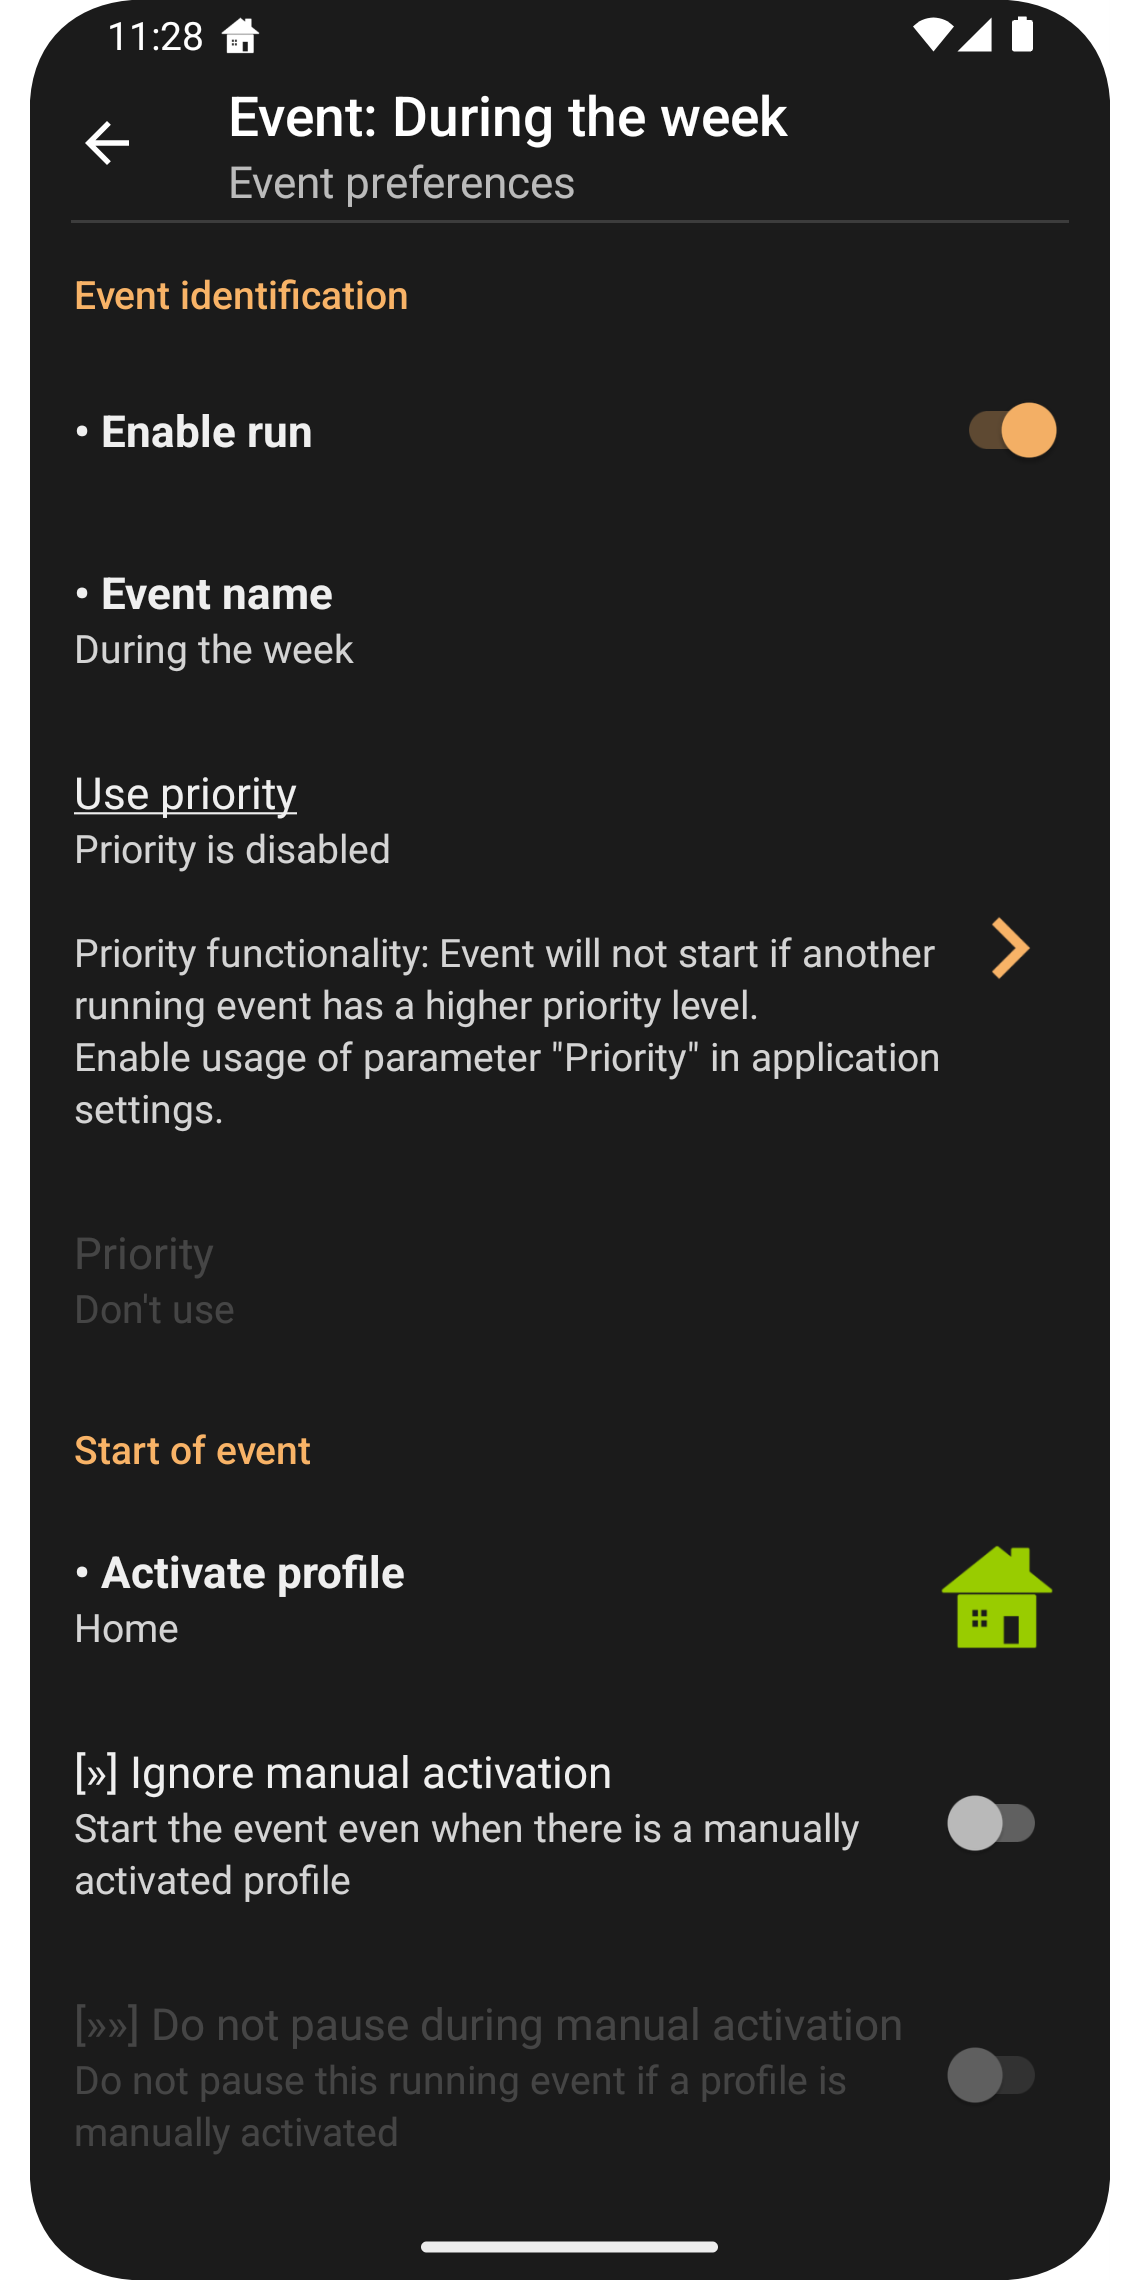 11:28
Event: During the week
Event preferences
Event identification
• Enable run
• Event name
During the week
Use priority
Priority is disabled
Priority functionality: Event will not start if another
running event has a higher priority level.
Enable usage of parameter "Priority" in application
settings.
Priority
Don't use
Start of event
• Activate profile
Home
[»] Ignore manual activation
Start the event even when there is a manually
activated profile
[»»] Do not pause during manual activation
Do not pause this running event if a profile is
manually activated